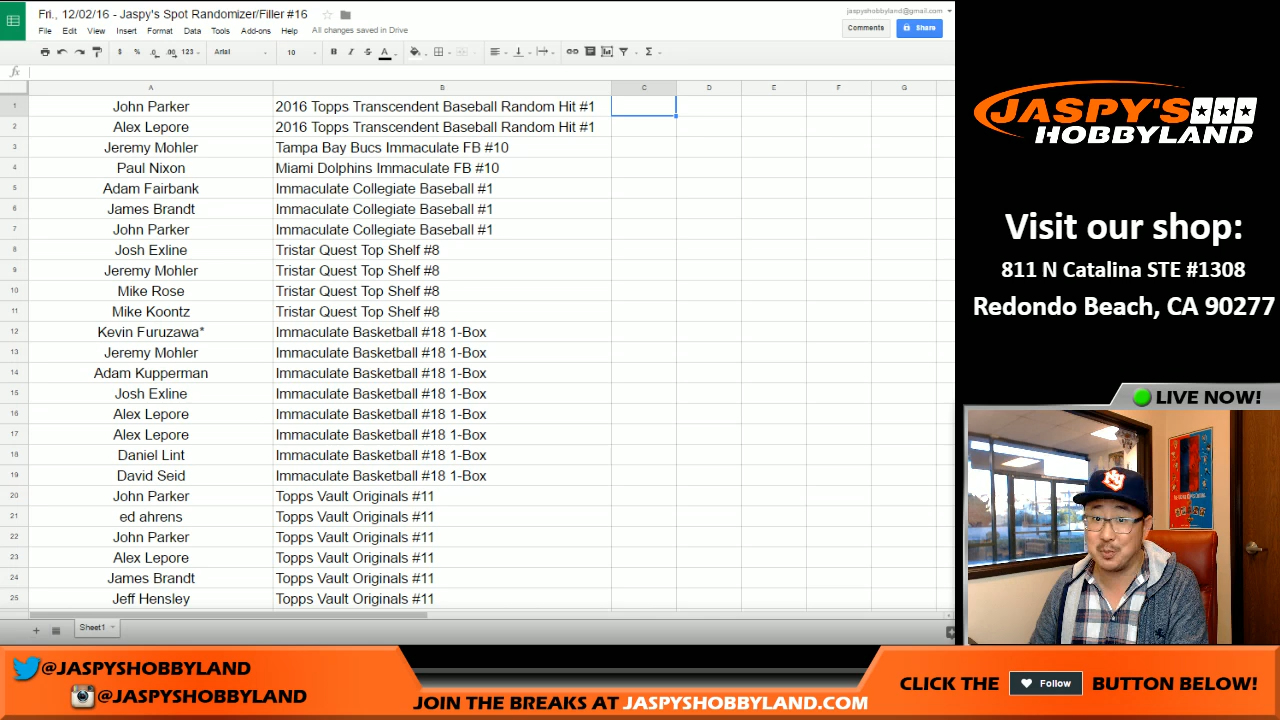 Fri., 12/02/16 - Jaspy's Spot Randomizer/Filler #16
jaspyshobbyland@gmail.com
File Edit View Insert Format Data Tools Add-ons Help All changes saved in Drive
Comments Share
$ % .0 .00 123 Arial 10 B I S A Σ
fx
A B C D E F G
1 John Parker 2016 Topps Transcendent Baseball Random Hit #1
2 Alex Lepore 2016 Topps Transcendent Baseball Random Hit #1
3 Jeremy Mohler Tampa Bay Bucs Immaculate FB #10
4 Paul Nixon Miami Dolphins Immaculate FB #10
5 Adam Fairbank Immaculate Collegiate Baseball #1
6 James Brandt Immaculate Collegiate Baseball #1
7 John Parker Immaculate Collegiate Baseball #1
8 Josh Exline Tristar Quest Top Shelf #8
9 Jeremy Mohler Tristar Quest Top Shelf #8
10 Mike Rose Tristar Quest Top Shelf #8
11 Mike Koontz Tristar Quest Top Shelf #8
12 Kevin Furuzawa* Immaculate Basketball #18 1-Box
13 Jeremy Mohler Immaculate Basketball #18 1-Box
14 Adam Kupperman Immaculate Basketball #18 1-Box
15 Josh Exline Immaculate Basketball #18 1-Box
16 Alex Lepore Immaculate Basketball #18 1-Box
17 Alex Lepore Immaculate Basketball #18 1-Box
18 Daniel Lint Immaculate Basketball #18 1-Box
19 David Seid Immaculate Basketball #18 1-Box
20 John Parker Topps Vault Originals #11
21 ed ahrens Topps Vault Originals #11
22 John Parker Topps Vault Originals #11
23 Alex Lepore Topps Vault Originals #11
24 James Brandt Topps Vault Originals #11
25 Jeff Hensley Topps Vault Originals #11
Sheet1
JASPY'S
HOBBYLAND
Visit our shop:
811 N Catalina STE #1308
Redondo Beach, CA 90277
LIVE NOW!
@JASPYSHOBBYLAND
@JASPYSHOBBYLAND
JOIN THE BREAKS AT JASPYSHOBBYLAND.COM
CLICK THE Follow BUTTON BELOW!